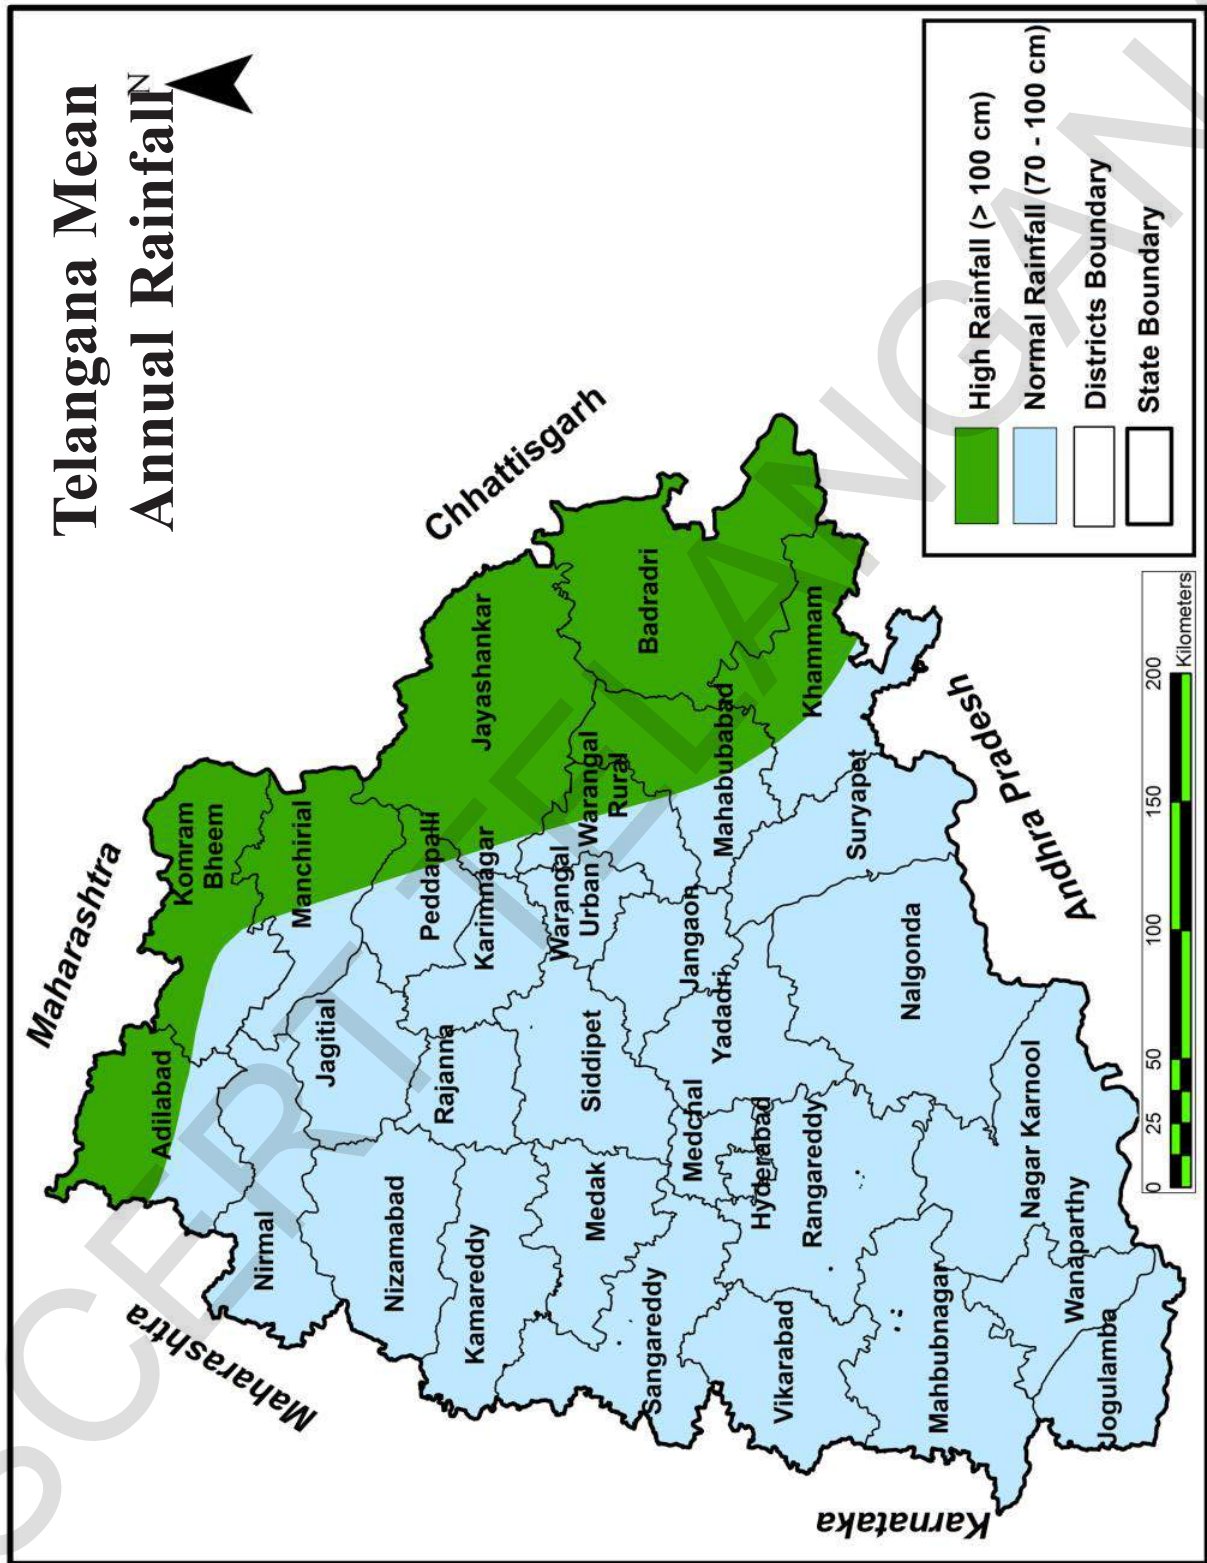 Telangana Mean
Annual Rainfall
N
Maharashtra
Maharashtra
Chhattisgarh
Karnataka
Andhra Pradesh
Adilabad
Komram
Bheem
Nirmal
Manchirial
Jagitial
Nizamabad
Peddapalli
Jayashankar
Karimnagar
Rajanna
Kamareddy
Warangal
Urban
Warangal
Rural
Siddipet
Medak
Badradri
Sangareddy
Mahabubabad
Jangaon
Yadadri
Medchal
Hyderabad
Khammam
Rangareddy
Vikarabad
Suryapet
Nalgonda
Mahbubnagar
Nagar Karnool
Wanaparthy
Jogulamba
High Rainfall (> 100 cm)
Normal Rainfall (70 - 100 cm)
Districts Boundary
State Boundary
0 25 50 100 150 200
Kilometers
SCERT TELANGAN